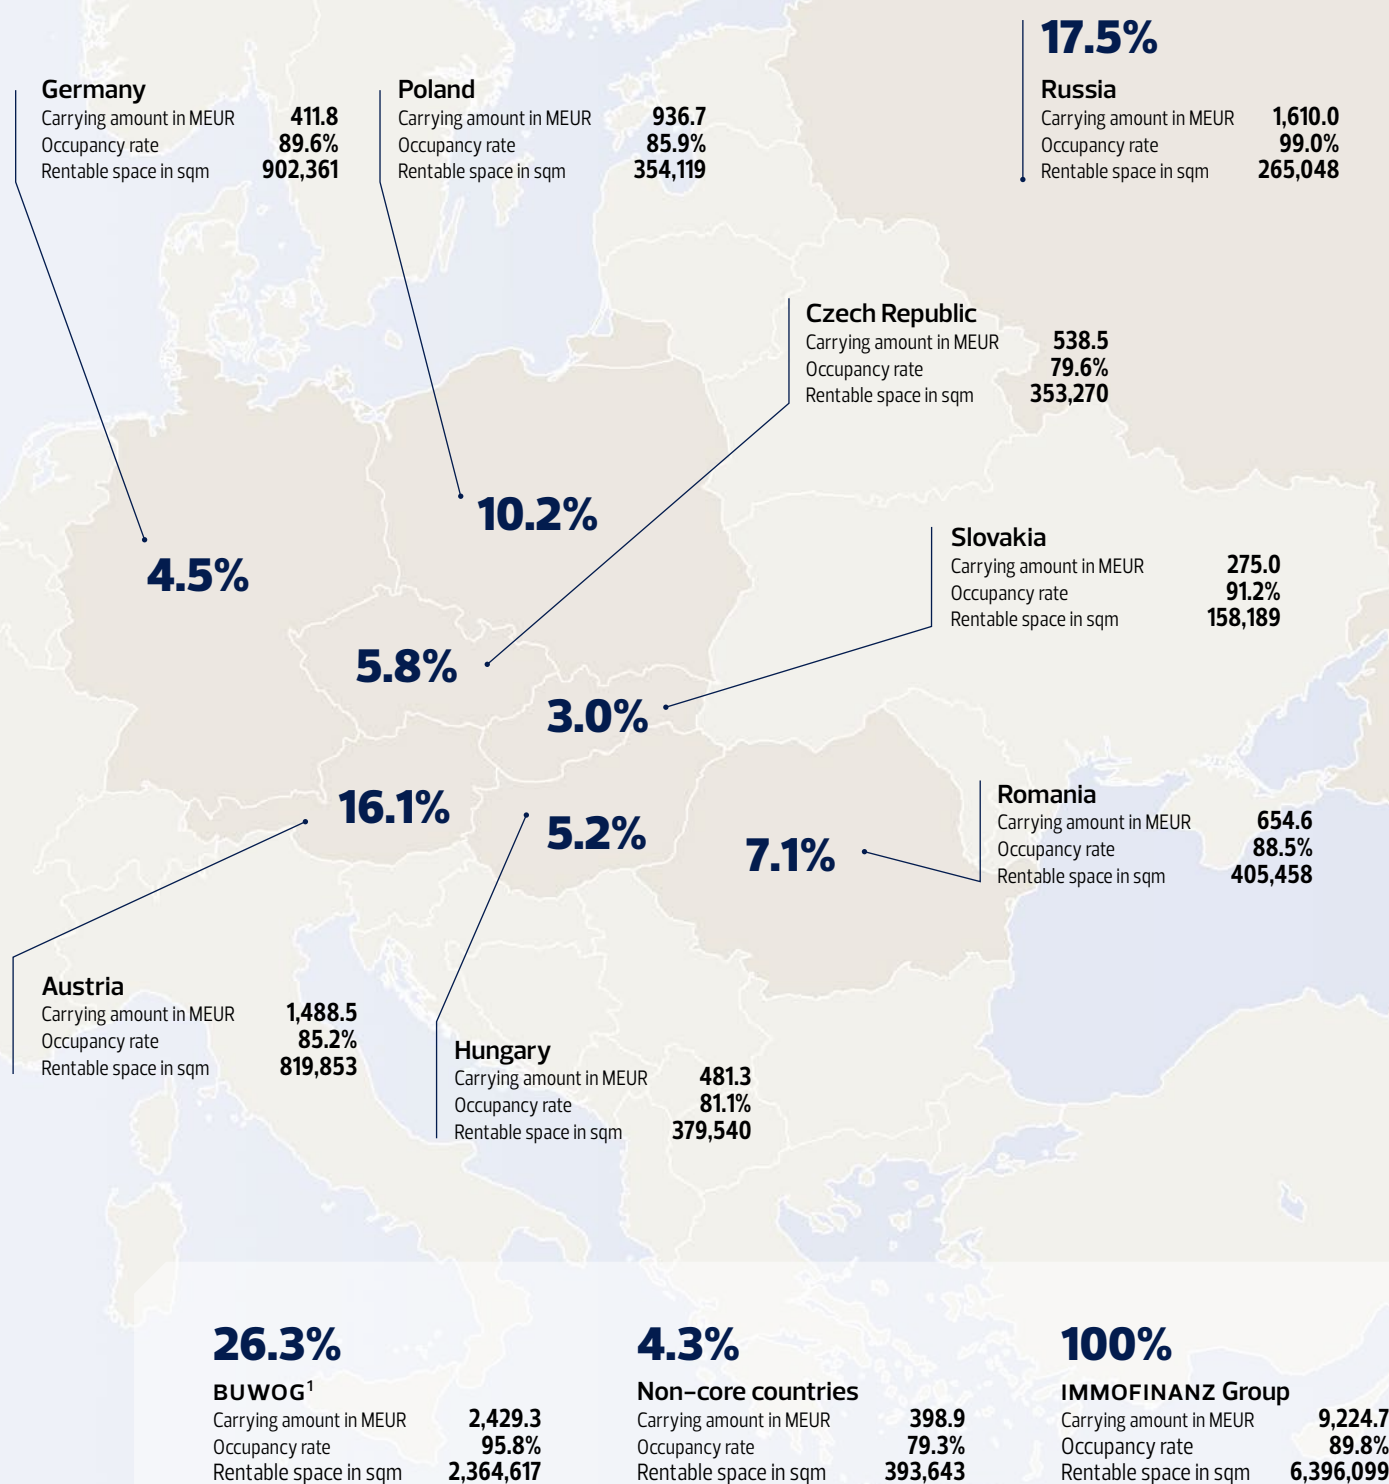 17.5%
Russia
Carrying amount in MEUR 1,610.0
Occupancy rate 99.0%
Rentable space in sqm 265,048
Germany
Carrying amount in MEUR 411.8
Occupancy rate 89.6%
Rentable space in sqm 902,361
Poland
Carrying amount in MEUR 936.7
Occupancy rate 85.9%
Rentable space in sqm 354,119
Czech Republic
Carrying amount in MEUR 538.5
Occupancy rate 79.6%
Rentable space in sqm 353,270
10.2%
4.5%
Slovakia
Carrying amount in MEUR 275.0
Occupancy rate 91.2%
Rentable space in sqm 158,189
5.8%
3.0%
16.1%
5.2%
7.1%
Romania
Carrying amount in MEUR 654.6
Occupancy rate 88.5%
Rentable space in sqm 405,458
Austria
Carrying amount in MEUR 1,488.5
Occupancy rate 85.2%
Rentable space in sqm 819,853
Hungary
Carrying amount in MEUR 481.3
Occupancy rate 81.1%
Rentable space in sqm 379,540
26.3%
BUWOG¹
Carrying amount in MEUR 2,429.3
Occupancy rate 95.8%
Rentable space in sqm 2,364,617
4.3%
Non-core countries
Carrying amount in MEUR 398.9
Occupancy rate 79.3%
Rentable space in sqm 393,643
100%
IMMOFINANZ Group
Carrying amount in MEUR 9,224.7
Occupancy rate 89.8%
Rentable space in sqm 6,396,099